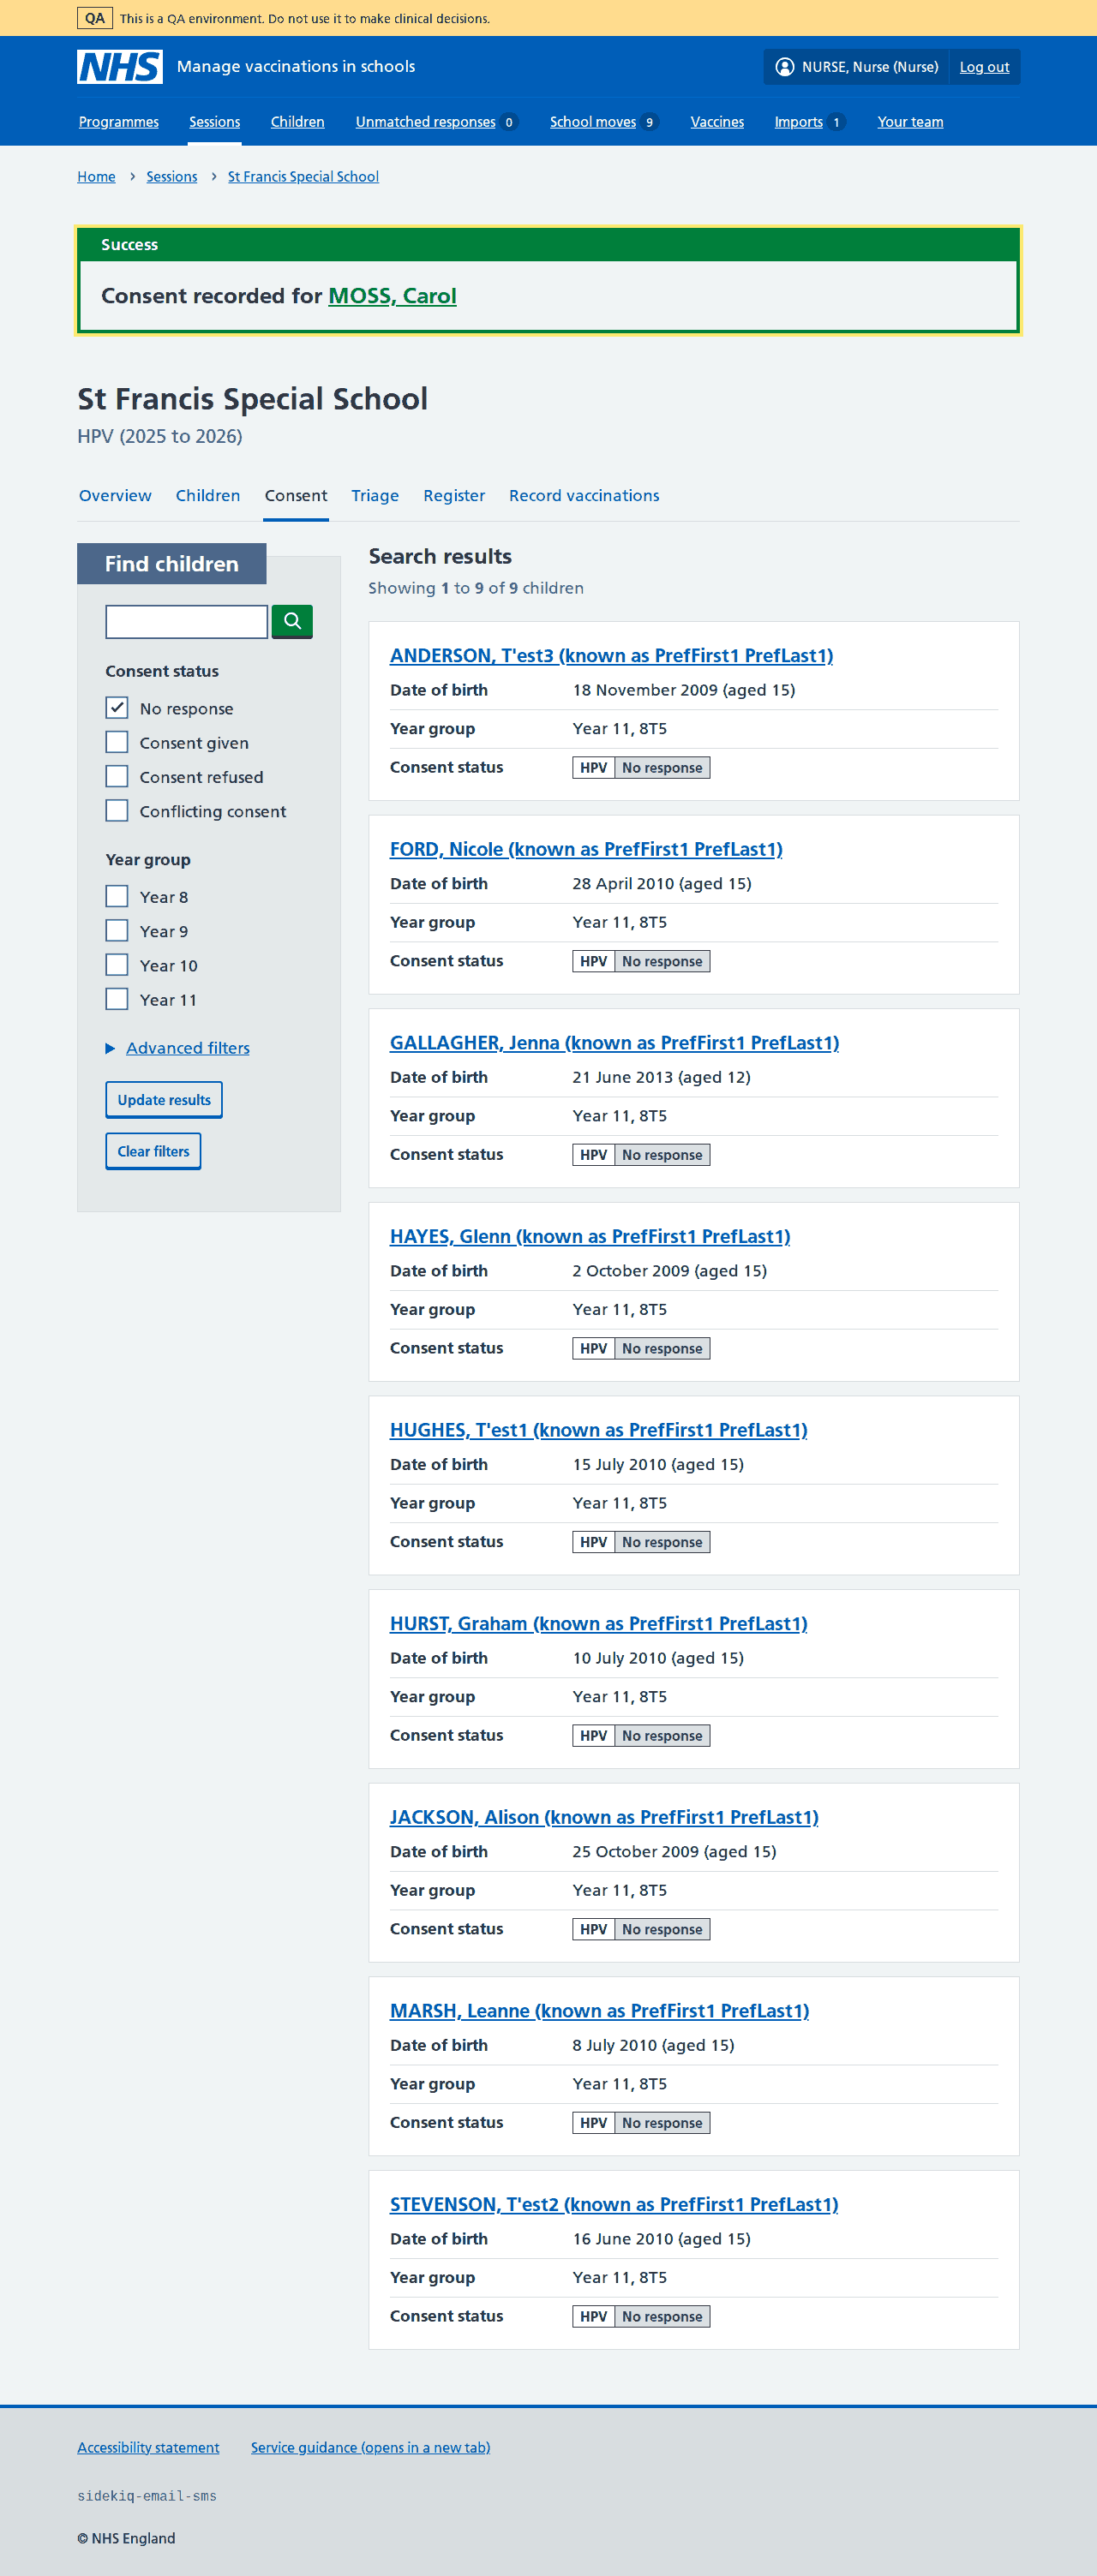 QA This is a QA environment. Do not use it to make clinical decisions.
NHS Manage vaccinations in schools NURSE, Nurse (Nurse) Log out
Programmes Sessions Children Unmatched responses 0 School moves 9 Vaccines Imports 1 Your team
Home > Sessions > St Francis Special School
Success
Consent recorded for MOSS, Carol
St Francis Special School
HPV (2025 to 2026)
Overview Children Consent Triage Register Record vaccinations
Find children
Consent status
No response
Consent given
Consent refused
Conflicting consent
Year group
Year 8
Year 9
Year 10
Year 11
Advanced filters
Update results
Clear filters
Search results
Showing 1 to 9 of 9 children
ANDERSON, T'est3 (known as PrefFirst1 PrefLast1)
Date of birth 18 November 2009 (aged 15)
Year group Year 11, 8T5
Consent status HPV No response
FORD, Nicole (known as PrefFirst1 PrefLast1)
Date of birth 28 April 2010 (aged 15)
Year group Year 11, 8T5
Consent status HPV No response
GALLAGHER, Jenna (known as PrefFirst1 PrefLast1)
Date of birth 21 June 2013 (aged 12)
Year group Year 11, 8T5
Consent status HPV No response
HAYES, Glenn (known as PrefFirst1 PrefLast1)
Date of birth 2 October 2009 (aged 15)
Year group Year 11, 8T5
Consent status HPV No response
HUGHES, T'est1 (known as PrefFirst1 PrefLast1)
Date of birth 15 July 2010 (aged 15)
Year group Year 11, 8T5
Consent status HPV No response
HURST, Graham (known as PrefFirst1 PrefLast1)
Date of birth 10 July 2010 (aged 15)
Year group Year 11, 8T5
Consent status HPV No response
JACKSON, Alison (known as PrefFirst1 PrefLast1)
Date of birth 25 October 2009 (aged 15)
Year group Year 11, 8T5
Consent status HPV No response
MARSH, Leanne (known as PrefFirst1 PrefLast1)
Date of birth 8 July 2010 (aged 15)
Year group Year 11, 8T5
Consent status HPV No response
STEVENSON, T'est2 (known as PrefFirst1 PrefLast1)
Date of birth 16 June 2010 (aged 15)
Year group Year 11, 8T5
Consent status HPV No response
Accessibility statement Service guidance (opens in a new tab)
sidekiq-email-sms
© NHS England